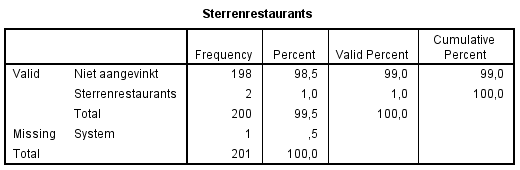 Sterrenrestaurants
Frequency Percent Valid Percent Cumulative Percent
Valid Niet aangevinkt 198 98,5 99,0 99,0
Sterrenrestaurants 2 1,0 1,0 100,0
Total 200 99,5 100,0
Missing System 1 ,5
Total 201 100,0